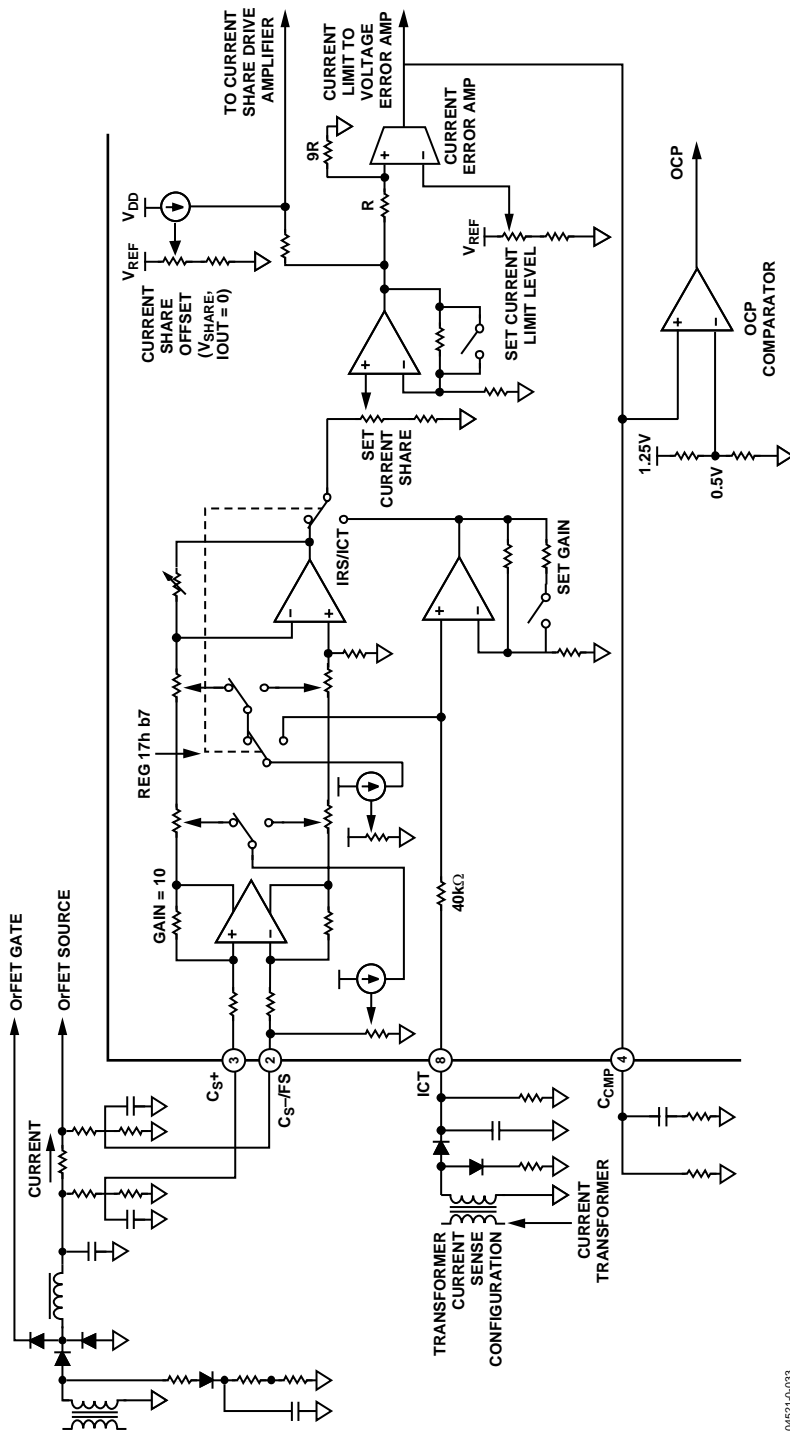 OrFET GATE
OrFET SOURCE
CURRENT
CS+
3
2
CS−/FS
GAIN = 10
REG 17h b7
IRS/ICT
VREF
VDD
CURRENT
SHARE
OFFSET
(VSHARE,
IOUT = 0)
TO CURRENT
SHARE DRIVE
AMPLIFIER
9R
R
CURRENT
LIMIT TO
VOLTAGE
ERROR AMP
CURRENT
ERROR AMP
SET
CURRENT
SHARE
VREF
SET CURRENT
LIMIT LEVEL
TRANSFORMER
CURRENT
SENSE
CONFIGURATION
CURRENT
TRANSFORMER
ICT
8
40kΩ
SET GAIN
CCMP
4
1.25V
0.5V
OCP
OCP
COMPARATOR
+
−
−
+
+
−
+
−
+
−
+
−
04521-0-033